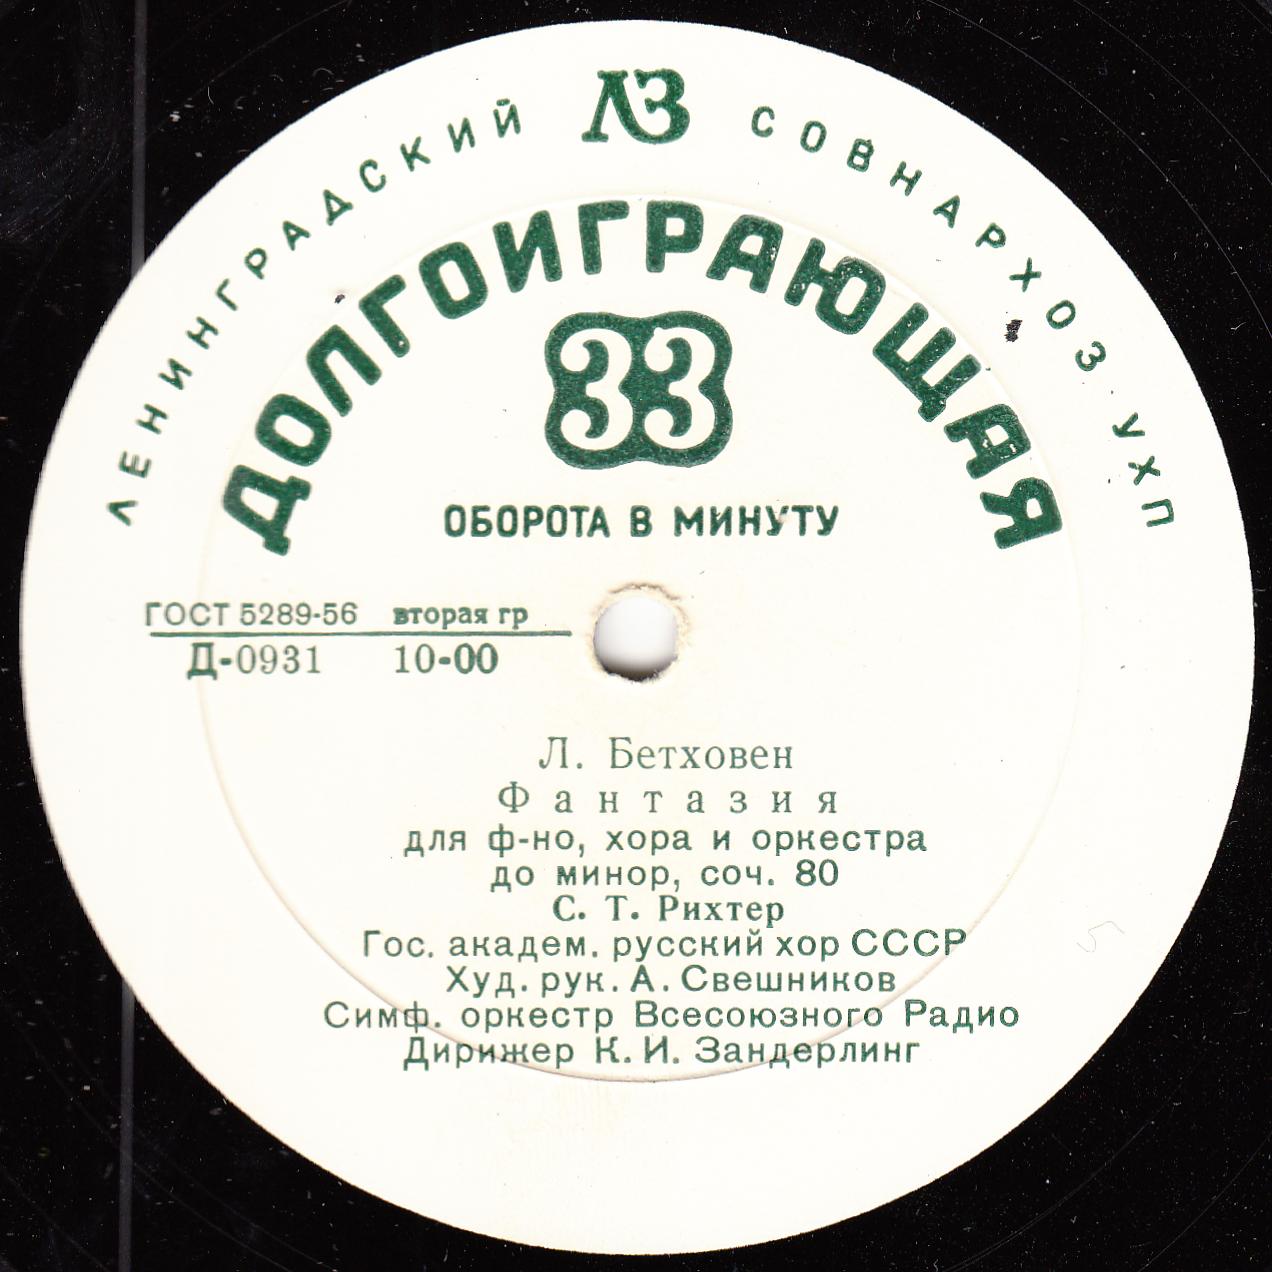 ЛЕНИНГРАДСКИЙ ЛЗ СОВНАРХОЗ·УХП
ДОЛГОИГРАЮЩАЯ
33
ОБОРОТА В МИНУТУ
ГОСТ 5289-56 вторая гр
Д-0931 10-00
Л. Бетховен
Фантазия
для ф-но, хора и оркестра
до минор, соч. 80
С. Т. Рихтер
Гос. академ. русский хор СССР
Худ. рук. А. Свешников
Симф. оркестр Всесоюзного Радио
Дирижер К. И. Зандерлинг